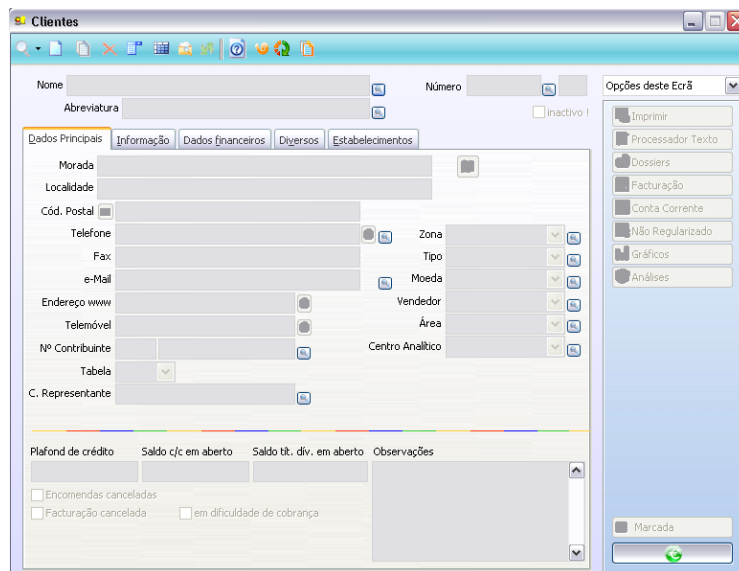 Clientes
Nome
Número
Opções deste Ecrã
Abreviatura
inactivo !
Dados Principais
Informação
Dados financeiros
Diversos
Estabelecimentos
Morada
Localidade
Cód. Postal
Telefone
Zona
Fax
Tipo
e-Mail
Moeda
Endereço www
Vendedor
Telemóvel
Área
Nº Contribuinte
Centro Analítico
Tabela
C. Representante
Plafond de crédito
Saldo c/c em aberto
Saldo tít. dív. em aberto
Observações
Encomendas canceladas
Facturação cancelada
em dificuldade de cobrança
Imprimir
Processador Texto
Dossiers
Facturação
Conta Corrente
Não Regularizado
Gráficos
Análises
Marcada